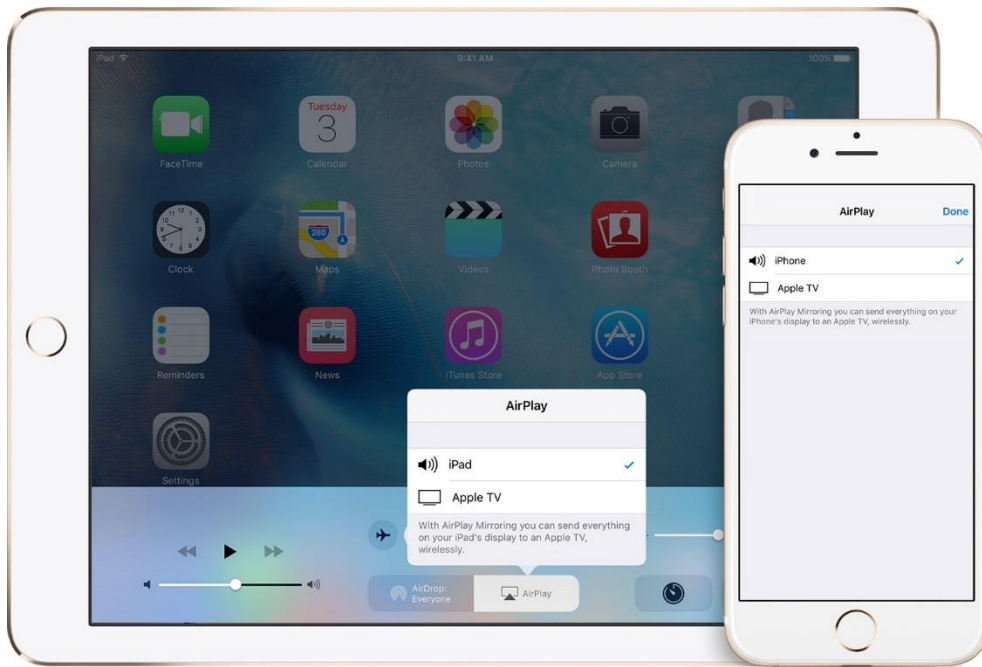 iPad 9:41 AM 100%
Tuesday
3
FaceTime Calendar Photos Camera
12
280
Clock Maps Videos Photo Booth
Reminders News iTunes Store App Store
Settings
AirPlay
iPad
Apple TV
With AirPlay Mirroring you can send everything
on your iPad's display to an Apple TV,
wirelessly.
AirDrop:
Everyone
AirPlay
AirPlay Done
iPhone
Apple TV
With AirPlay Mirroring you can send everything on your
iPhone's display to an Apple TV, wirelessly.